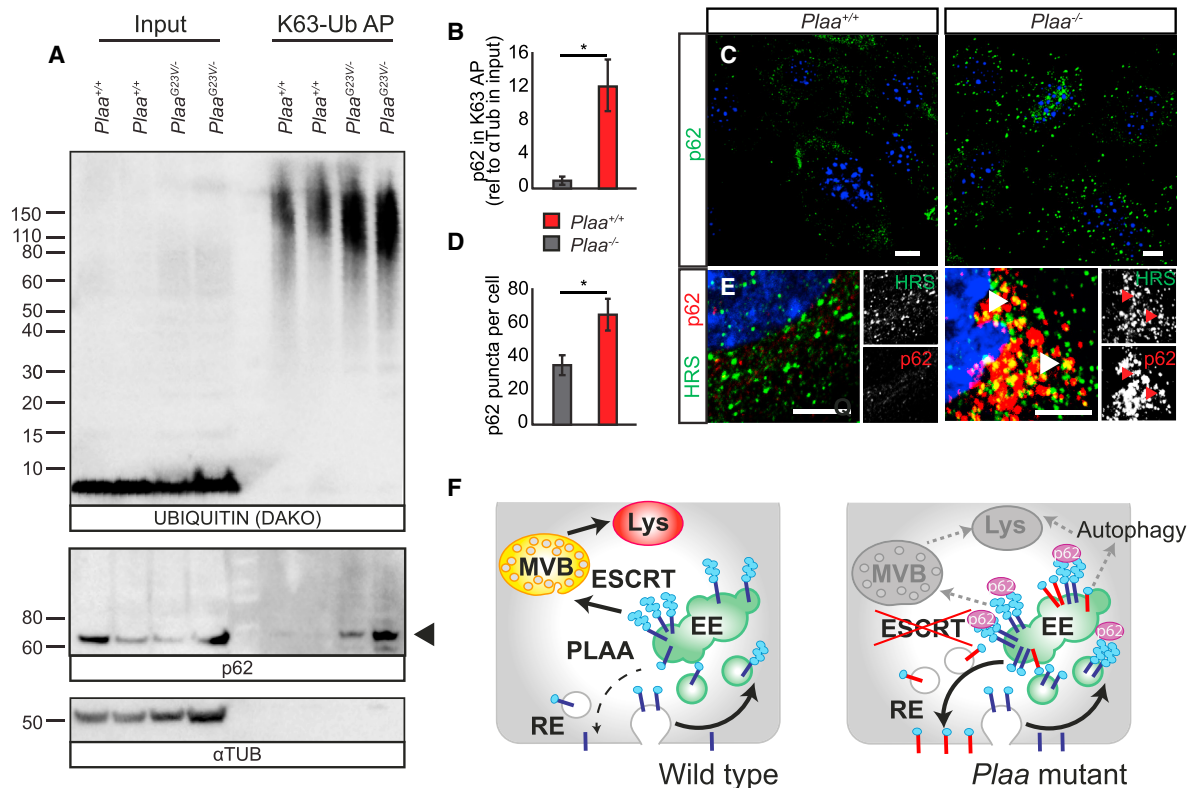 A
Input
K63-Ub AP
Plaa+/+
Plaa+/+
PlaaG23V/-
PlaaG23V/-
Plaa+/+
Plaa+/+
PlaaG23V/-
PlaaG23V/-
150
110
80
60
50
40
30
20
15
10
UBIQUITIN (DAKO)
80
60
p62
50
αTUB
B
p62 in K63 AP
(rel to αTub in input)
16
12
8
4
0
*
Plaa+/+
Plaa-/-
D
p62 puncta per cell
80
60
40
20
0
*
Plaa+/+
Plaa-/-
p62
C
HRS p62
E
HRS
p62
HRS
p62
F
Lys
MVB
ESCRT
EE
PLAA
RE
Wild type
Lys
Autophagy
MVB
p62
p62
p62
p62
ESCRT
EE
RE
Plaa mutant